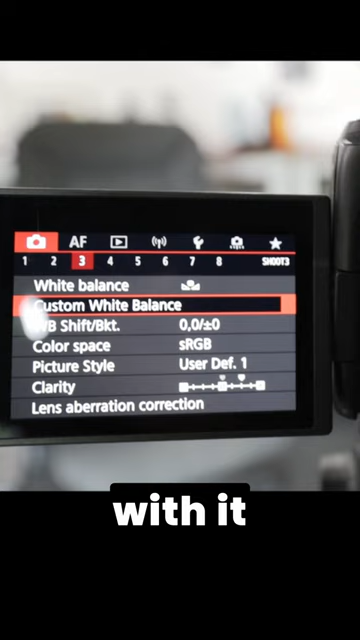 AF
1 2 3 4 5 6 7 8 SHOOT3
White balance
Custom White Balance
WB Shift/Bkt. 0,0/±0
Color space sRGB
Picture Style User Def. 1
Clarity
Lens aberration correction
with it